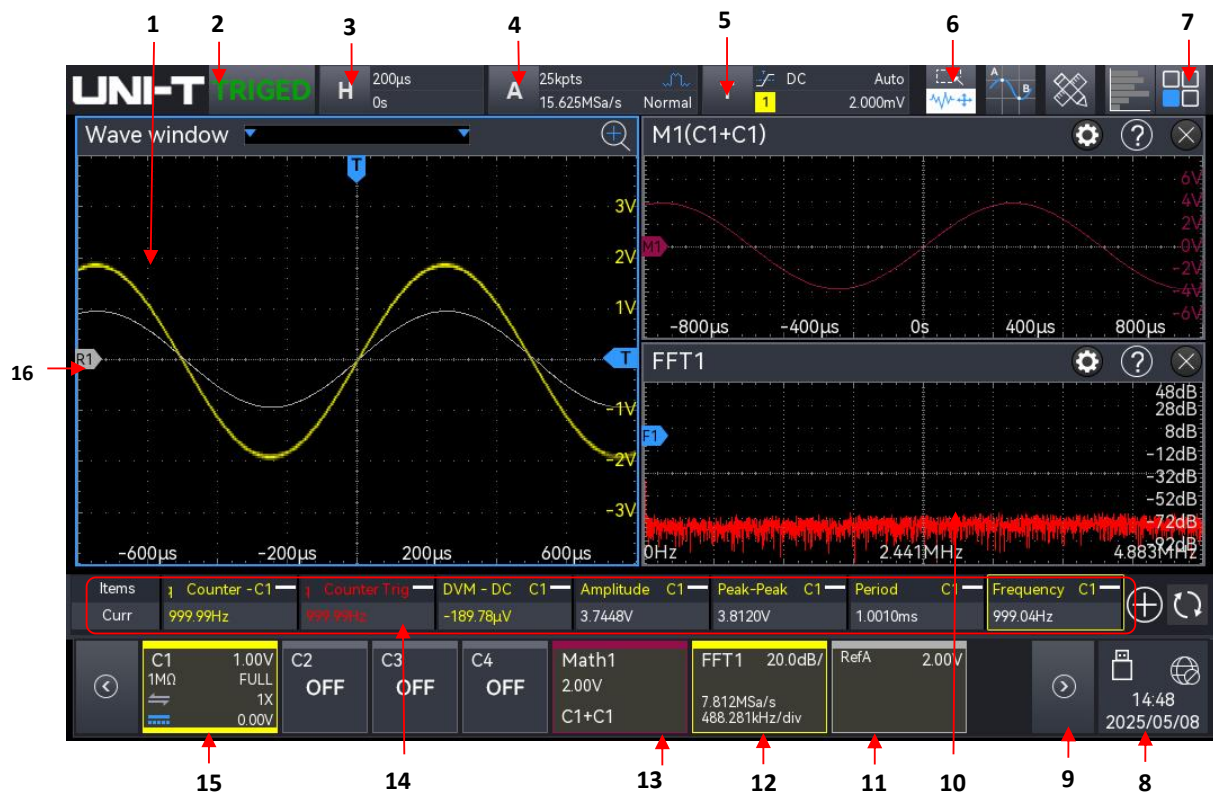 1 2 3 4 5 6 7
UNI-T TRIGED H 200μs A 25kpts DC Auto
0s 15.625MSa/s Normal 1 2.000mV
A B
Wave window
T
3V
2V
1V
R1 T
-1V
-2V
-3V
-600μs -200μs 200μs 600μs
16
M1(C1+C1)
6V
4V
2V
M1 0V
-2V
-4V
-6V
-800μs -400μs 0s 400μs 800μs
FFT1
48dB
28dB
F1 8dB
-12dB
-32dB
-52dB
-72dB
-92dB
0Hz 2.441MHz 4.883MHz
Items Counter - C1 Counter Trig DVM - DC C1 Amplitude C1 Peak-Peak C1 Period C1 Frequency C1
Curr 999.99Hz 999.99Hz -189.78μV 3.7448V 3.8120V 1.0010ms 999.04Hz
C1 1.00V
1MΩ FULL
1X
0.00V
C2
OFF
C3
OFF
C4
OFF
Math1
2.00V
C1+C1
FFT1 20.0dB/
7.812MSa/s
488.281kHz/div
RefA 2.00V
14:48
2025/05/08
15 14 13 12 11 10 9 8